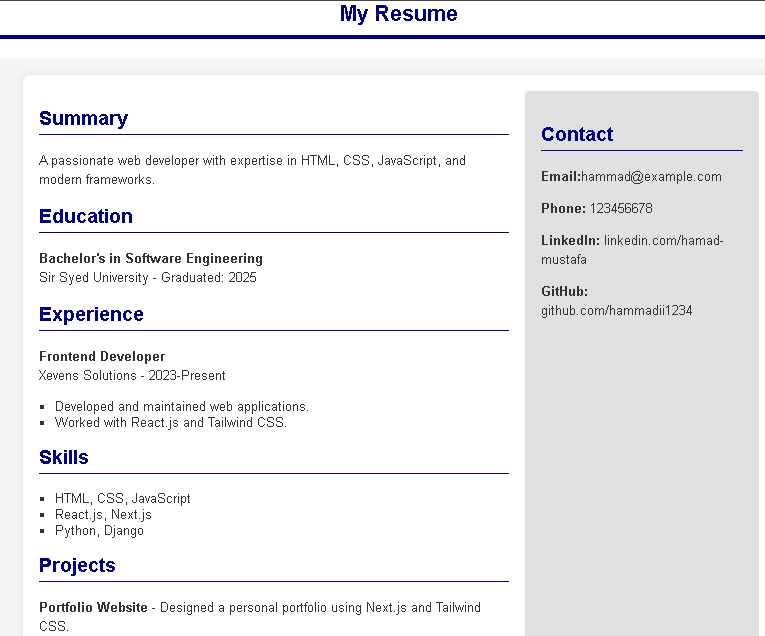 My Resume
Summary
A passionate web developer with expertise in HTML, CSS, JavaScript, and
modern frameworks.
Education
Bachelor's in Software Engineering
Sir Syed University - Graduated: 2025
Experience
Frontend Developer
Xevens Solutions - 2023-Present
▪ Developed and maintained web applications.
▪ Worked with React.js and Tailwind CSS.
Skills
▪ HTML, CSS, JavaScript
▪ React.js, Next.js
▪ Python, Django
Projects
Portfolio Website - Designed a personal portfolio using Next.js and Tailwind
CSS.
Contact
Email:hammad@example.com
Phone: 123456678
LinkedIn: linkedin.com/hamad-
mustafa
GitHub:
github.com/hammadii1234